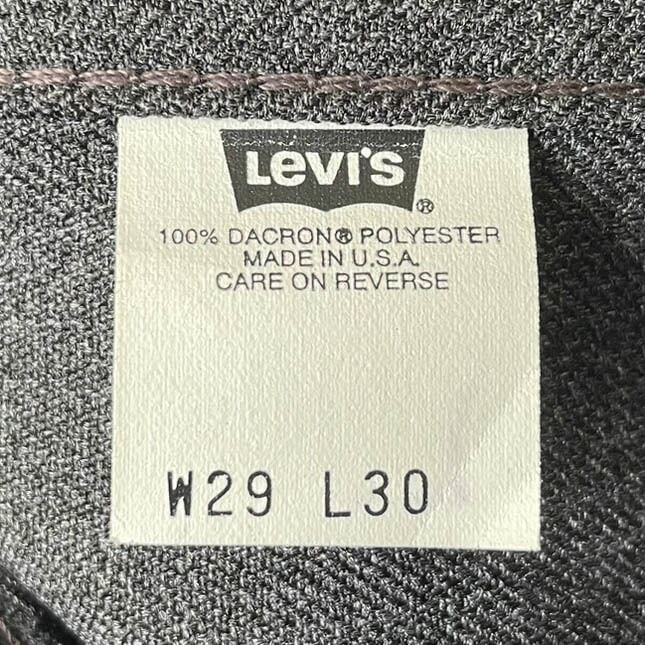 Levi's ®
100% DACRON® POLYESTER
MADE IN U.S.A.
CARE ON REVERSE
W29 L30